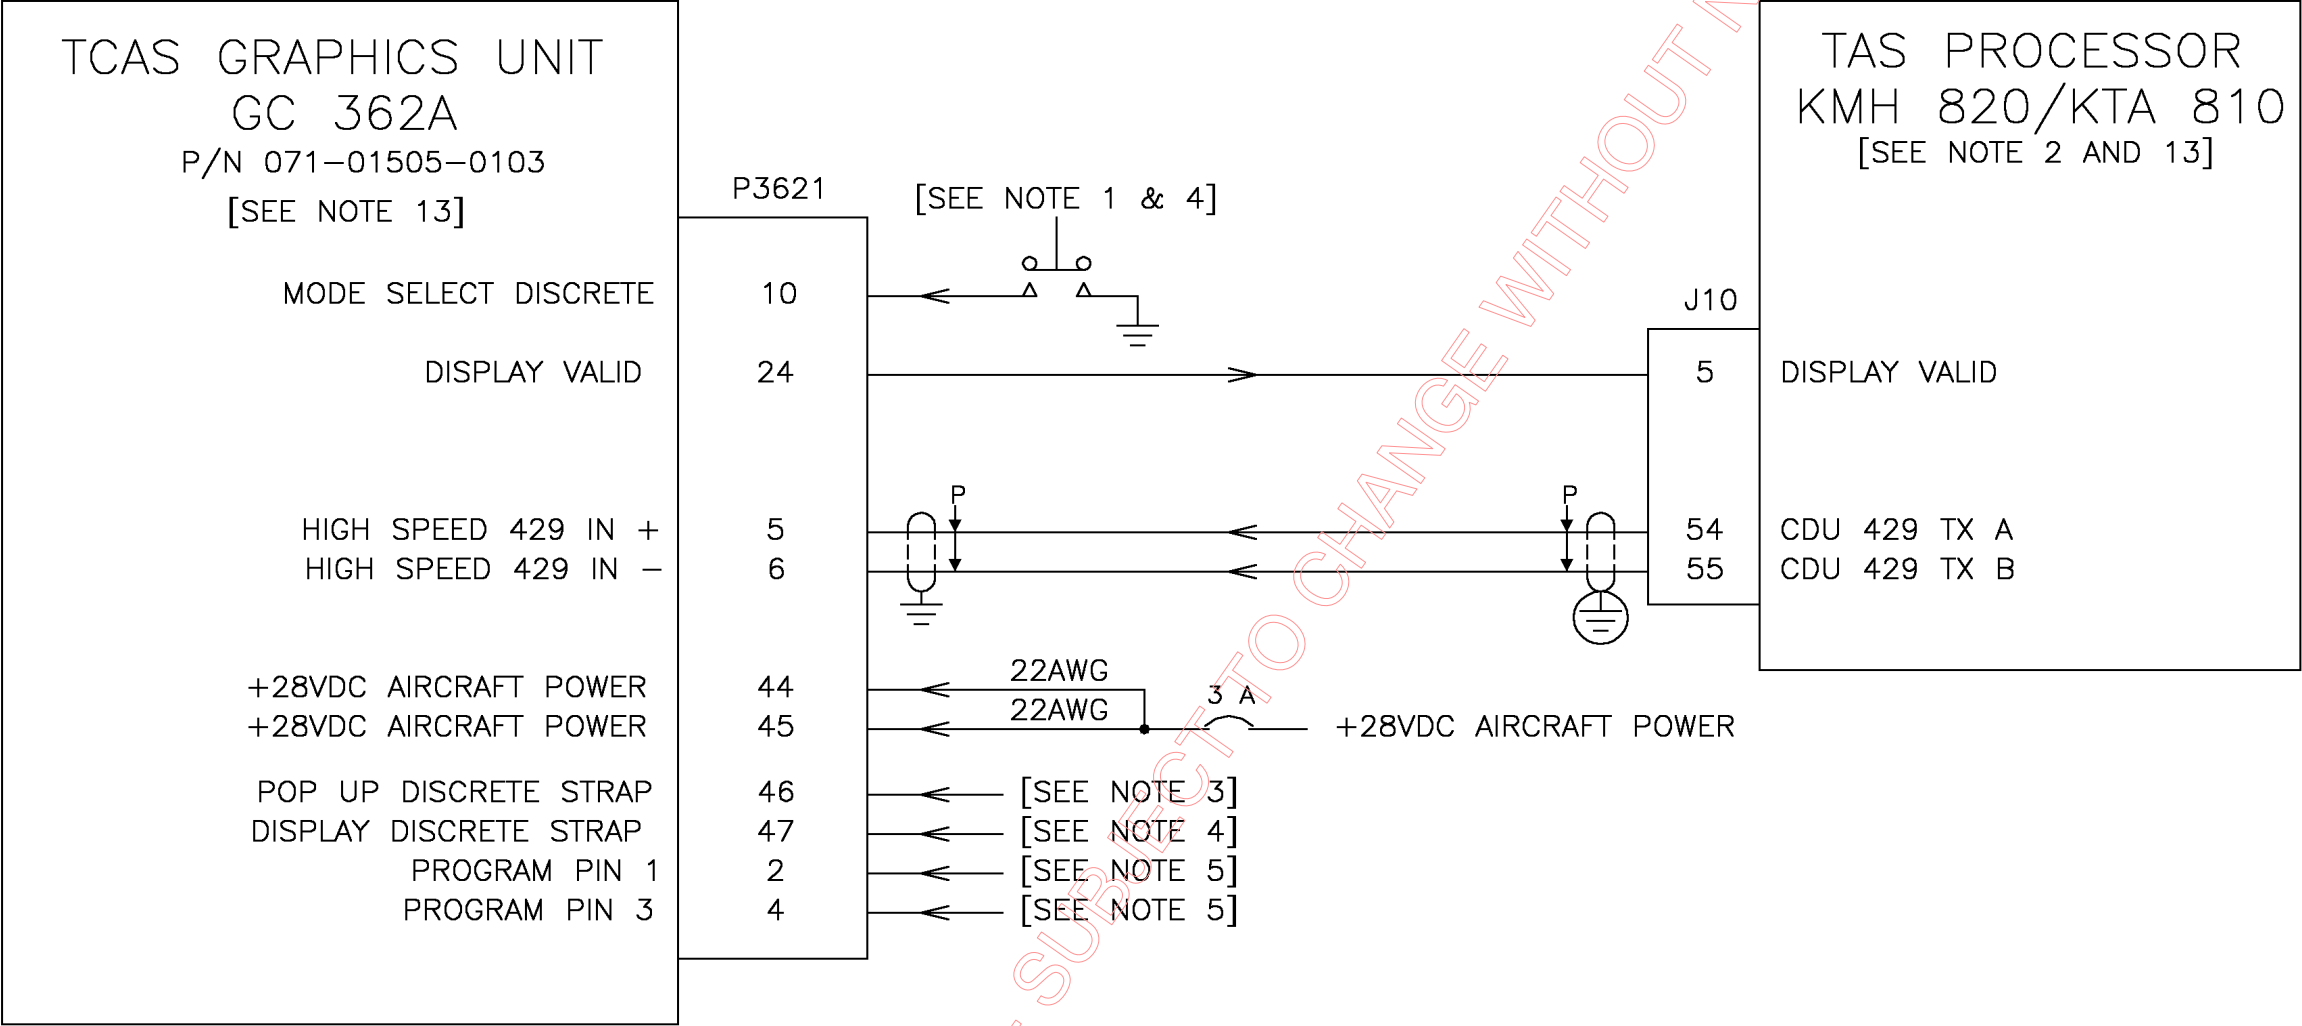 TCAS GRAPHICS UNIT
GC 362A
P/N 071-01505-0103
[SEE NOTE 13]
P3621
MODE SELECT DISCRETE 10
[SEE NOTE 1 & 4]
DISPLAY VALID 24
HIGH SPEED 429 IN + 5
HIGH SPEED 429 IN - 6
P
P
+28VDC AIRCRAFT POWER 44 22AWG
+28VDC AIRCRAFT POWER 45 22AWG
3 A
+28VDC AIRCRAFT POWER
POP UP DISCRETE STRAP 46 [SEE NOTE 3]
DISPLAY DISCRETE STRAP 47 [SEE NOTE 4]
PROGRAM PIN 1 2 [SEE NOTE 5]
PROGRAM PIN 3 4 [SEE NOTE 5]
TAS PROCESSOR
KMH 820/KTA 810
[SEE NOTE 2 AND 13]
J10
5 DISPLAY VALID
54 CDU 429 TX A
55 CDU 429 TX B
SUBJECT TO CHANGE WITHOUT